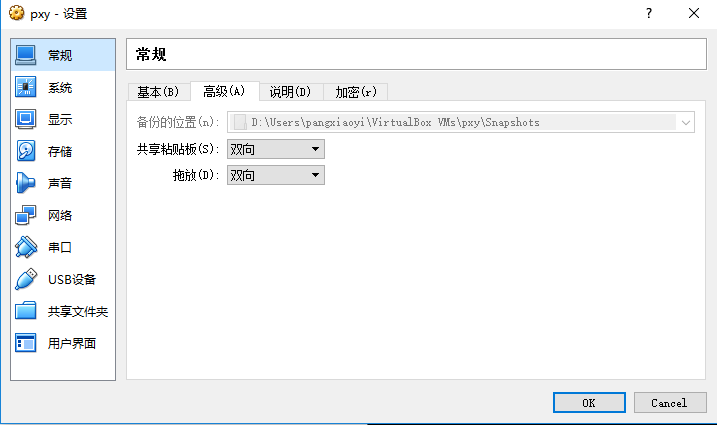 pxy - 设置
常规
系统
显示
存储
声音
网络
串口
USB设备
共享文件夹
用户界面
常规
基本(B) 高级(A) 说明(D) 加密(r)
备份的位置(n): D:\Users\pangxiaoyi\VirtualBox VMs\pxy\Snapshots
共享粘贴板(S): 双向
拖放(D): 双向
OK Cancel